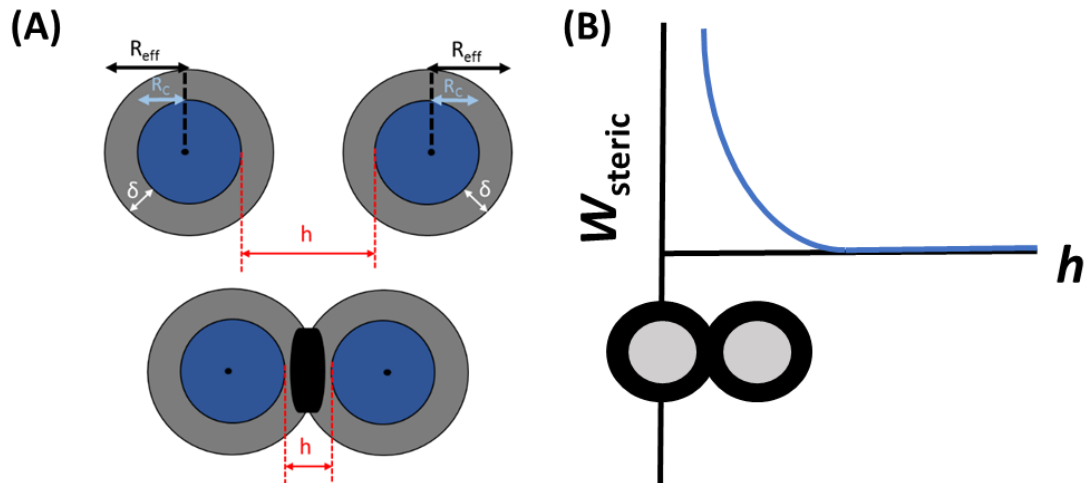 (A)
R_eff R_eff
R_C R_C
δ δ
h
h
(B)
W_steric
h